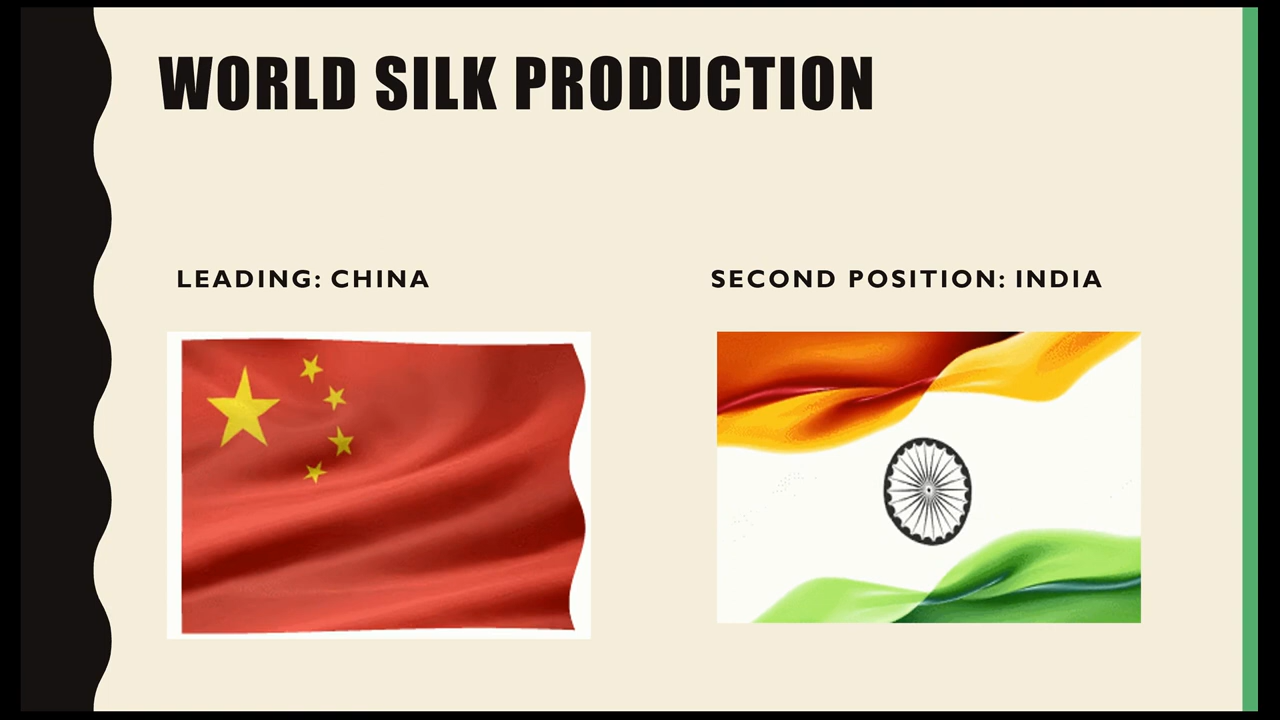 WORLD SILK PRODUCTION
LEADING: CHINA
SECOND POSITION: INDIA